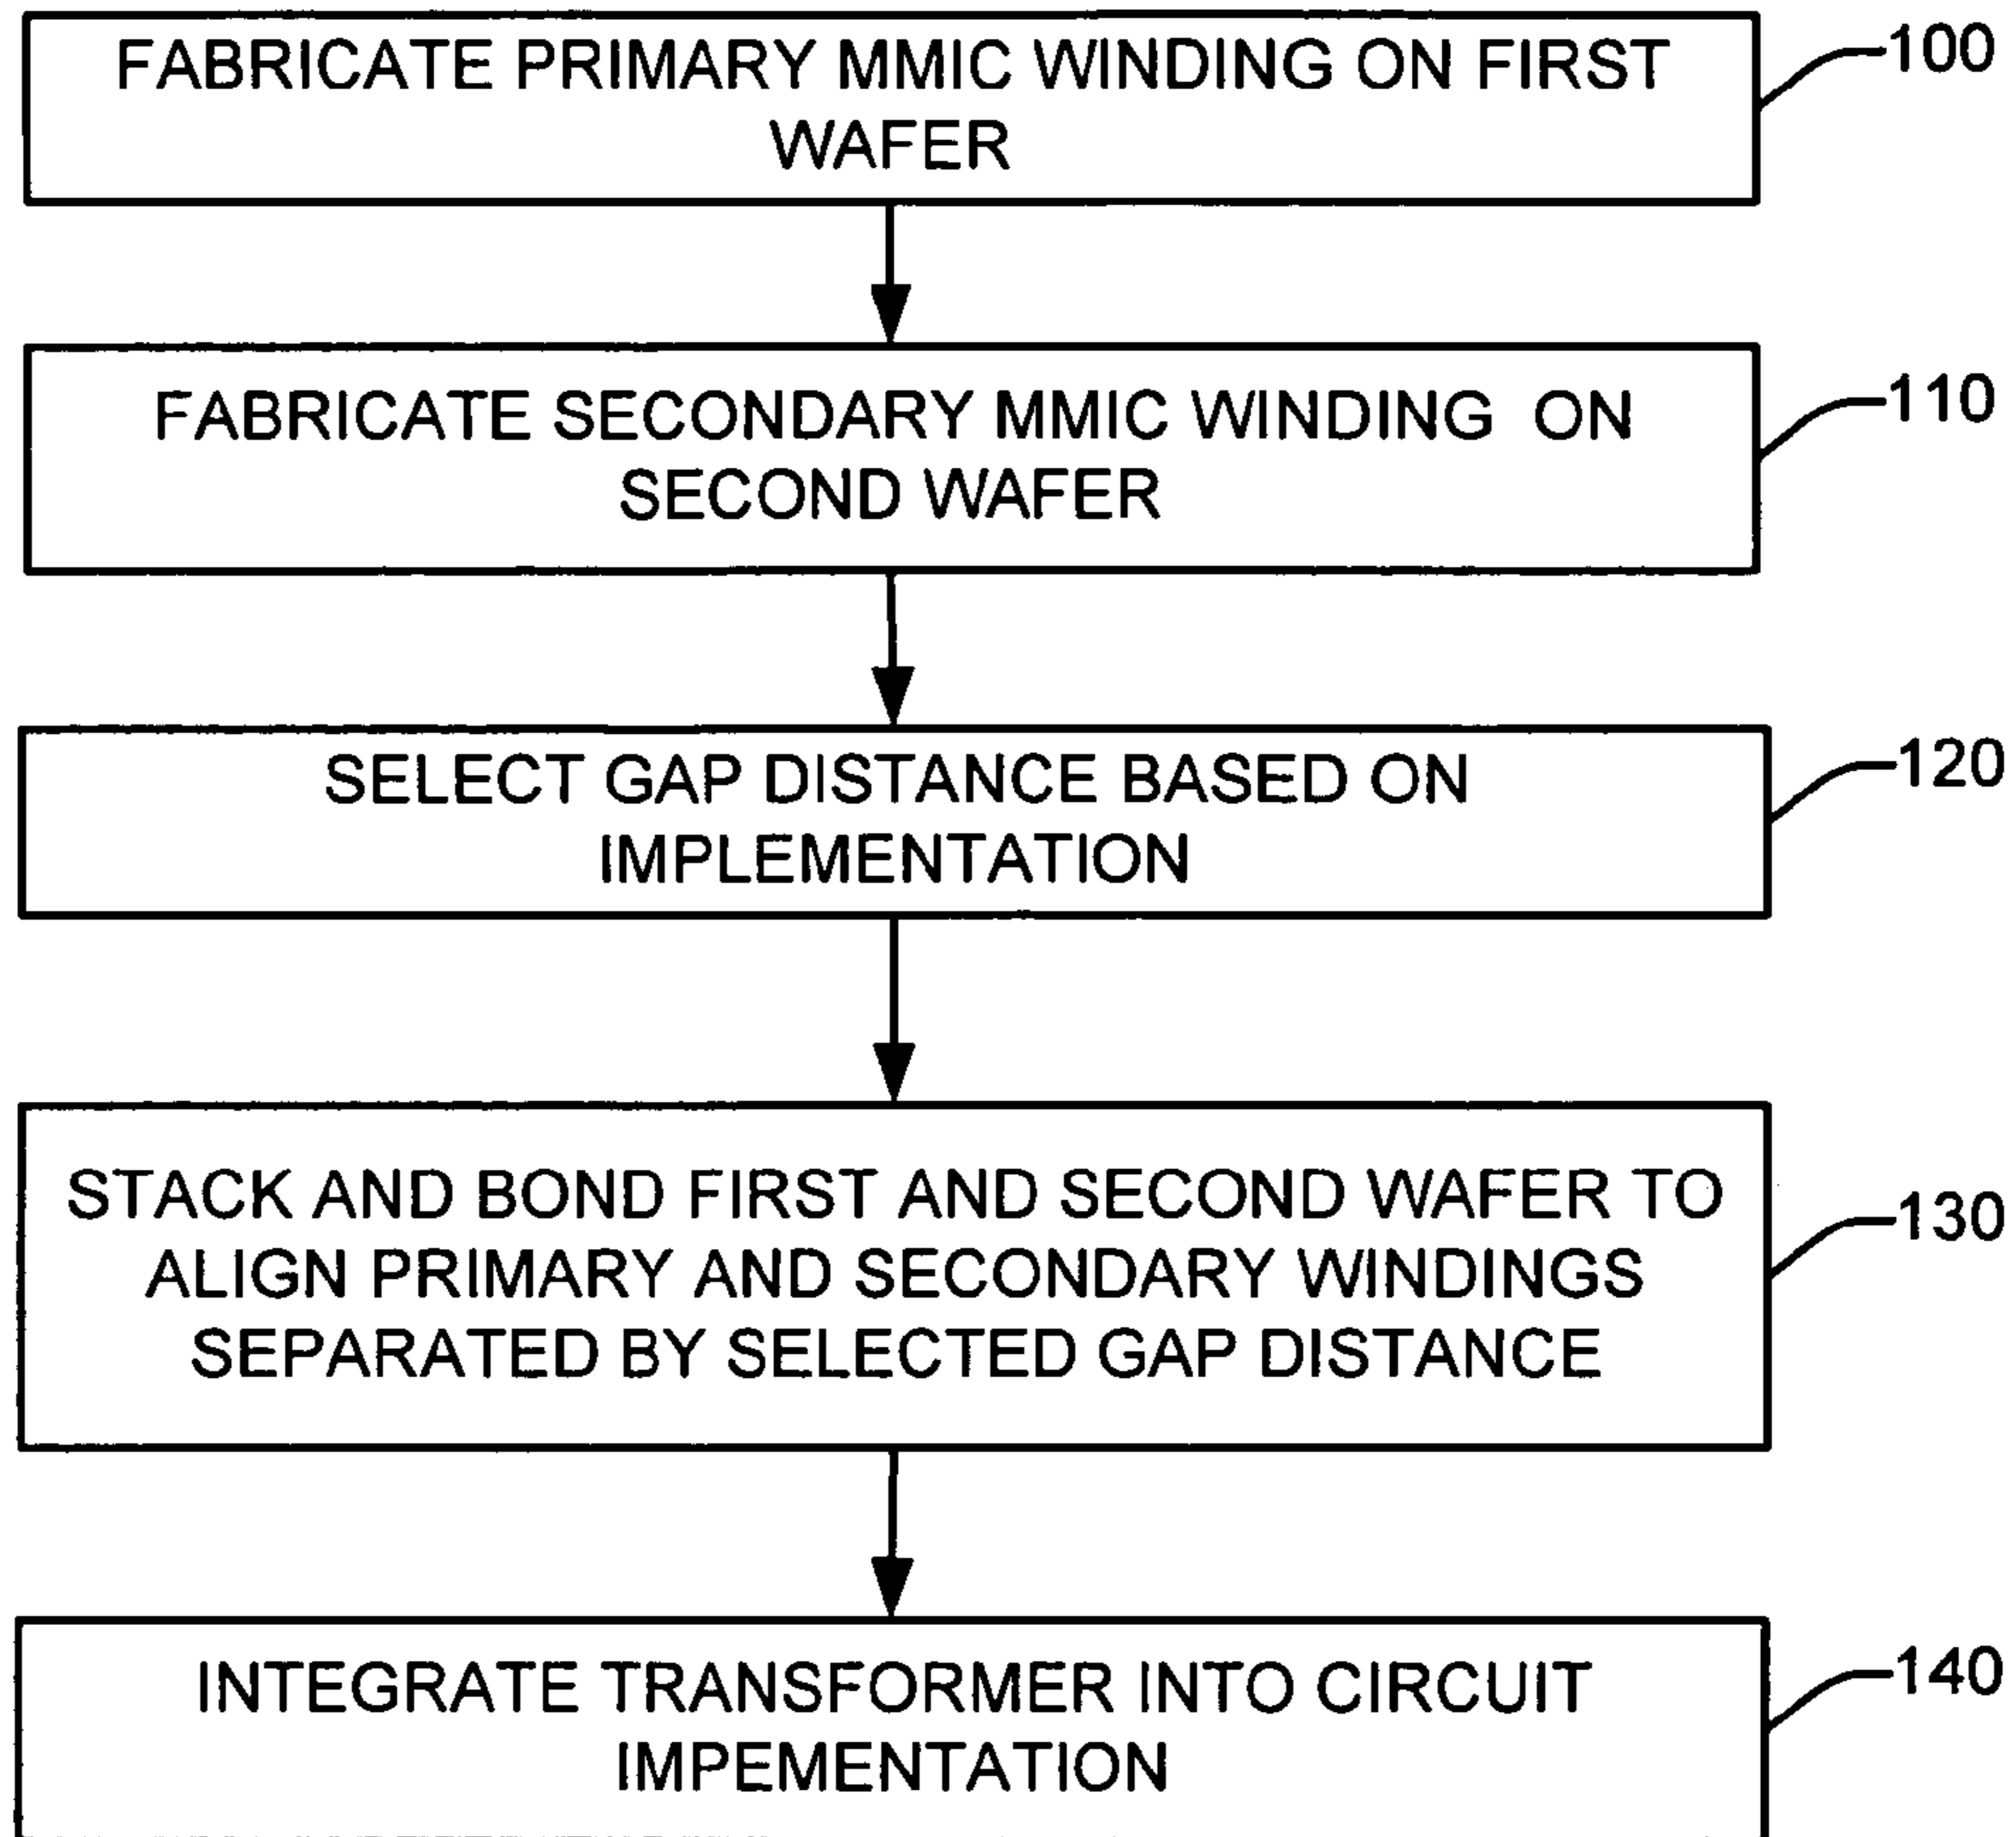 FABRICATE PRIMARY MMIC WINDING ON FIRST
WAFER
100
FABRICATE SECONDARY MMIC WINDING ON
SECOND WAFER
110
SELECT GAP DISTANCE BASED ON
IMPLEMENTATION
120
STACK AND BOND FIRST AND SECOND WAFER TO
ALIGN PRIMARY AND SECONDARY WINDINGS
SEPARATED BY SELECTED GAP DISTANCE
130
INTEGRATE TRANSFORMER INTO CIRCUIT
IMPEMENTATION
140